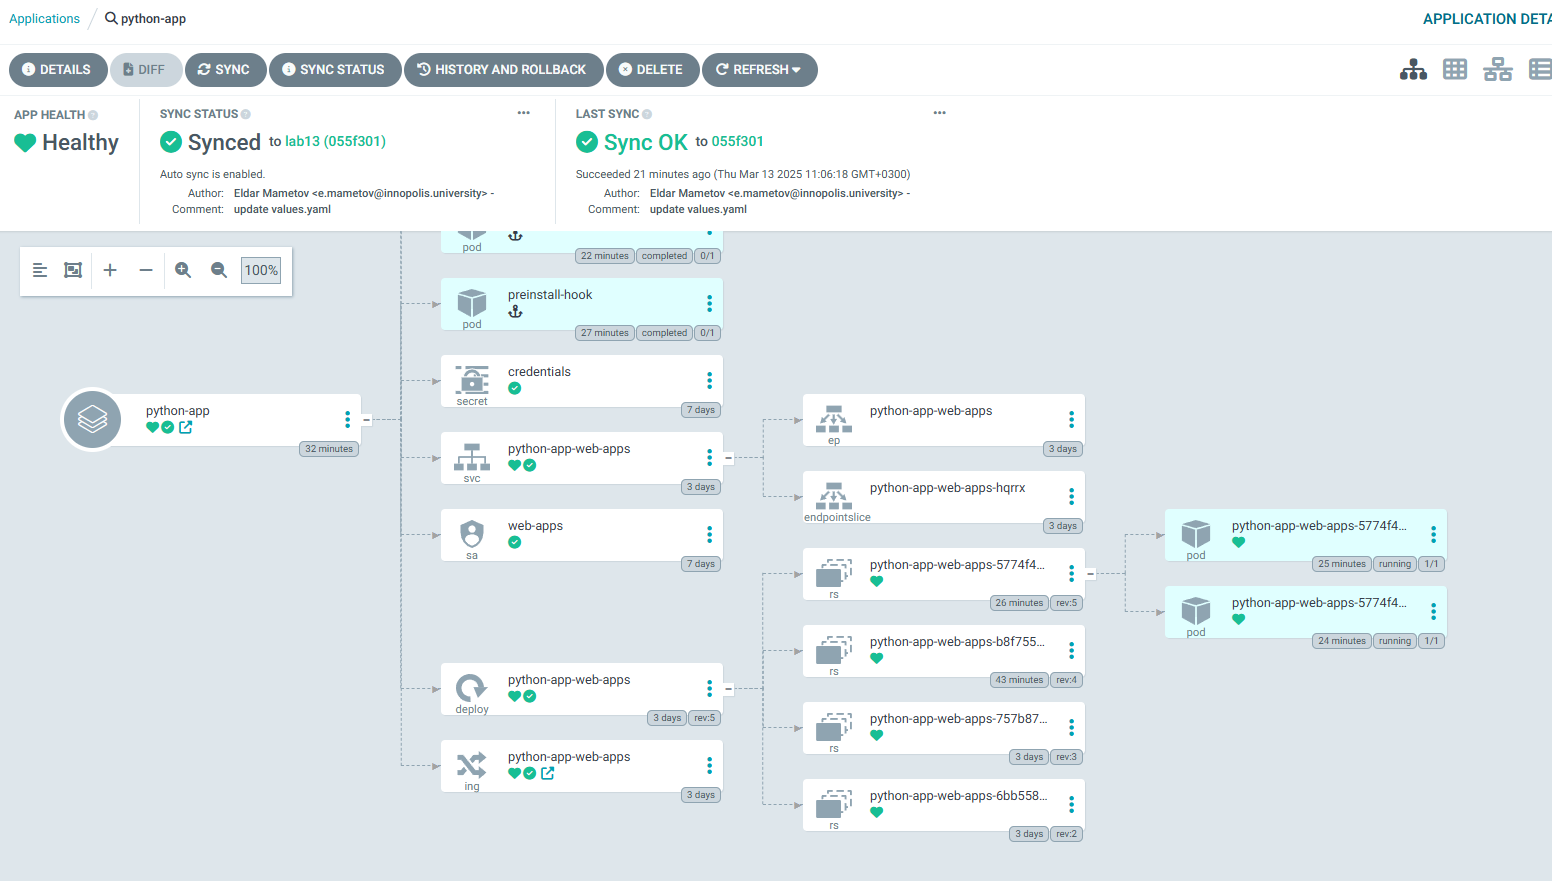 Applications
python-app
APPLICATION DETA
DETAILS
DIFF
SYNC
SYNC STATUS
HISTORY AND ROLLBACK
DELETE
REFRESH
APP HEALTH
Healthy
SYNC STATUS
Synced to lab13 (055f301)
Auto sync is enabled.
Author: Eldar Mametov <e.mametov@innopolis.university> -
Comment: update values.yaml
LAST SYNC
Sync OK to 055f301
Succeeded 21 minutes ago (Thu Mar 13 2025 11:06:18 GMT+0300)
Author: Eldar Mametov <e.mametov@innopolis.university> -
Comment: update values.yaml
100%
pod
22 minutes completed 0/1
preinstall-hook
pod
27 minutes completed 0/1
credentials
secret
7 days
python-app
32 minutes
python-app-web-apps
svc
3 days
web-apps
sa
7 days
python-app-web-apps
deploy
3 days rev:5
python-app-web-apps
ing
3 days
python-app-web-apps
ep
3 days
python-app-web-apps-hqrrx
endpointslice
3 days
python-app-web-apps-5774f4...
rs
26 minutes rev:5
python-app-web-apps-b8f755...
rs
43 minutes rev:4
python-app-web-apps-757b87...
rs
3 days rev:3
python-app-web-apps-6bb558...
rs
3 days rev:2
python-app-web-apps-5774f4...
pod
25 minutes running 1/1
python-app-web-apps-5774f4...
pod
24 minutes running 1/1